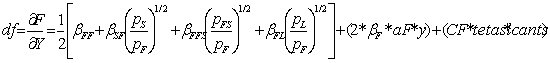 df = ∂F/∂Y = 1/2 [ β_FF + β_SF (p_S/p_F)^1/2 + β_FFS (p_FS/p_F)^1/2 + β_FL (p_L/p_F)^1/2 ] + (2*β_F*aF*y) + (CF*tetas*lcants)